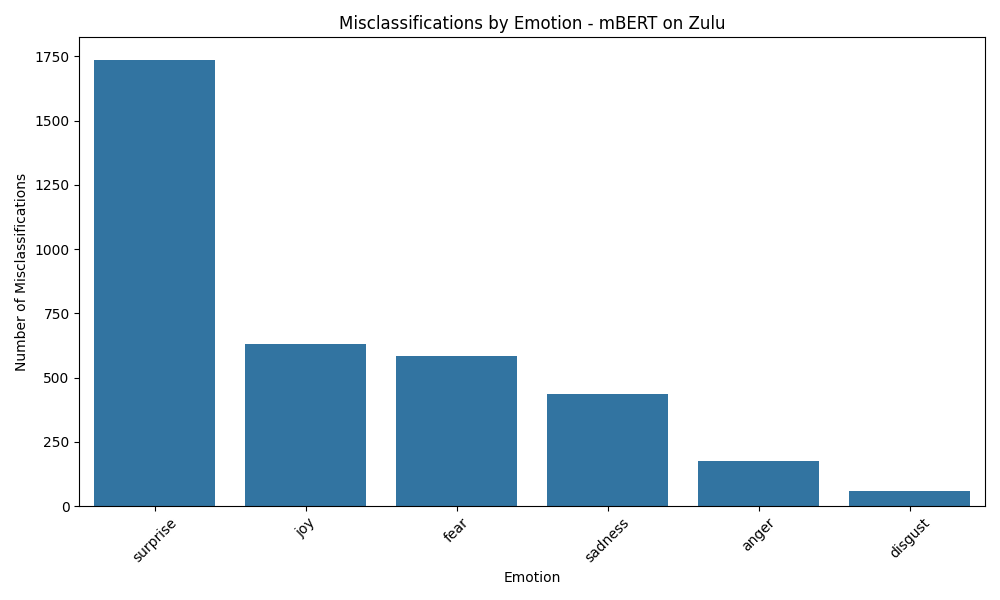 Misclassifications by Emotion - mBERT on Zulu
Number of Misclassifications
1750
1500
1250
1000
750
500
250
0
surprise
joy
fear
sadness
anger
disgust
Emotion